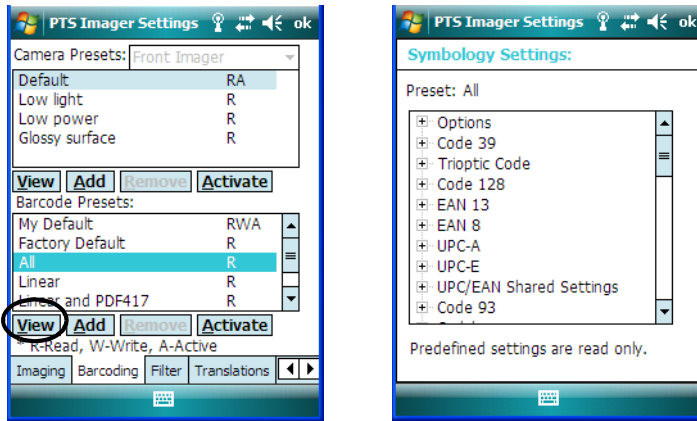 PTS Imager Settings ok
Camera Presets: Front Imager
Default RA
Low light R
Low power R
Glossy surface R
View Add Remove Activate
Barcode Presets:
My Default RWA
Factory Default R
All R
Linear R
Linear and PDF417 R
View Add Remove Activate
* R-Read, W-Write, A-Active
Imaging Barcoding Filter Translations
PTS Imager Settings ok
Symbology Settings:
Preset: All
Options
Code 39
Trioptic Code
Code 128
EAN 13
EAN 8
UPC-A
UPC-E
UPC/EAN Shared Settings
Code 93
Predefined settings are read only.